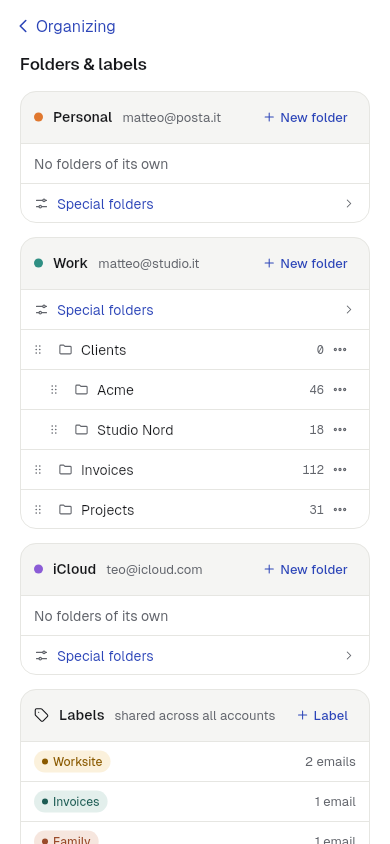 Organizing
Folders & labels
Personal matteo@posta.it + New folder
No folders of its own
Special folders
Work matteo@studio.it + New folder
Special folders
Clients 0
Acme 46
Studio Nord 18
Invoices 112
Projects 31
iCloud teo@icloud.com + New folder
No folders of its own
Special folders
Labels shared across all accounts + Label
Worksite 2 emails
Invoices 1 email
Family 1 email